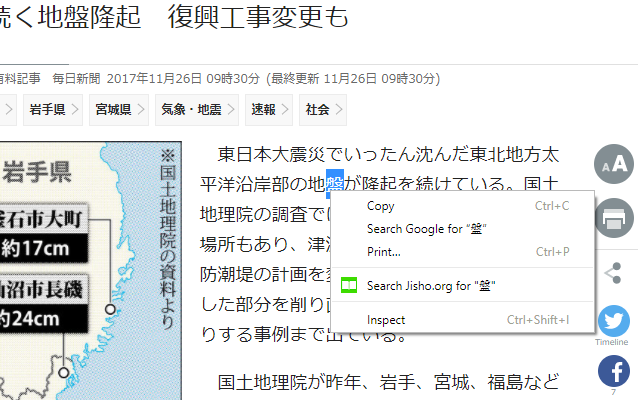 続く地盤隆起 復興工事変更も
有料記事 毎日新聞 2017年11月26日 09時30分 (最終更新 11月26日 09時30分)
岩手県 宮城県 気象・地震 速報 社会
岩手県
※国土地理院の資料より
釜石市大町
約17cm
仙沼市長磯
約24cm
東日本大震災でいったん沈んだ東北地方太
平洋沿岸部の地盤が隆起を続けている。国土
地理院の調査で
場所もあり、津
防潮堤の計画を
した部分を削り
りする事例まで出ている。
国土地理院が昨年、岩手、宮城、福島など
Copy Ctrl+C
Search Google for “盤”
Print... Ctrl+P
Search Jisho.org for "盤"
Inspect Ctrl+Shift+I
A A
Timeline
7